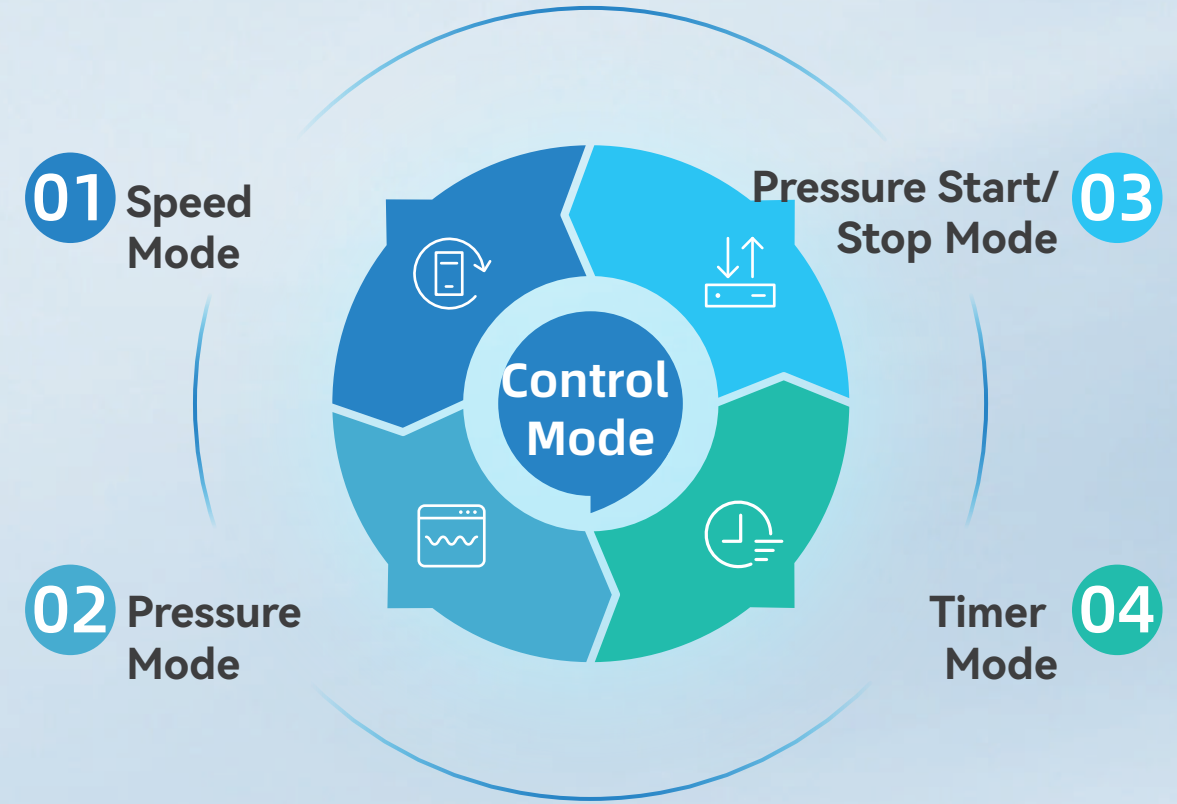 01
Speed
Mode
02
Pressure
Mode
Control
Mode
Pressure Start/
Stop Mode
03
Timer
Mode
04